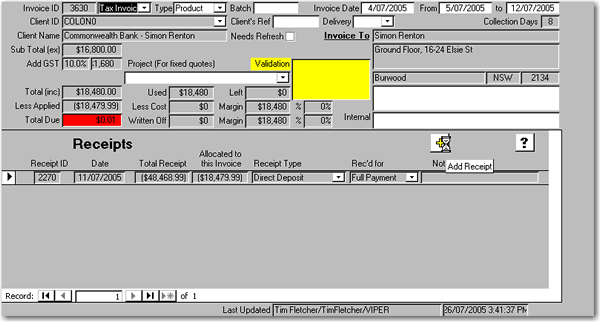 Invoice ID 3630 Tax Invoic Type Product Batch Invoice Date 4/07/2005 From 5/07/2005 to 12/07/2005
Client ID COLON0 Client's Ref Delivery Collection Days 8
Client Name Commonwealth Bank - Simon Renton Needs Refresh Invoice To Simon Renton
Sub Total (ex) $16,800.00 Ground Floor, 16-24 Elsie St
Add GST 10.0% $1,680 Project (For fixed quotes) Validation
Burwood NSW 2134
Total (inc) $18,480.00 Used $18,480 Left $0
Less Applied ($18,479.99) Less Cost $0 Margin $18,480 % 0%
Total Due $0.01 Written Off $0 Margin $18,480 % 0% Internal
Receipts ?
Add Receipt
Receipt ID Date Total Receipt Allocated to this Invoice Receipt Type Rec'd for Not
2270 11/07/2005 ($48,468.99) ($18,479.99) Direct Deposit Full Payment
Record: 1 of 1
Last Updated Tim Fletcher/TimFletcher/VIPER 26/07/2005 3:41:37 PM